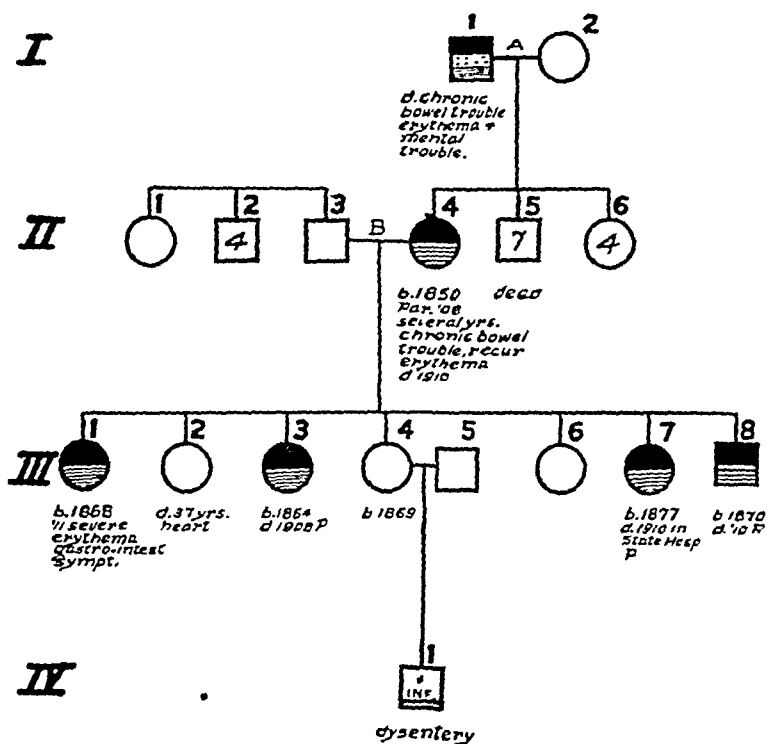 I
1
A
2
d. chronic
bowel trouble
erythema +
mental
trouble.
II
1
2
3
B
4
5
6
4
7
4
b. 1850
Par. '08
several yrs.
chronic bowel
trouble, recur
erythema
d 1910
dead
III
1
2
3
4
5
6
7
8
b. 1868
'11 severe
erythema
gastro-intest
sympt.
d. 37 yrs.
heart
b. 1864
d 1908 P
b 1869
b. 1877
d. 1910 in
State Hosp
P
b. 1870
d. '10 P.
IV
1
INF.
dysentery